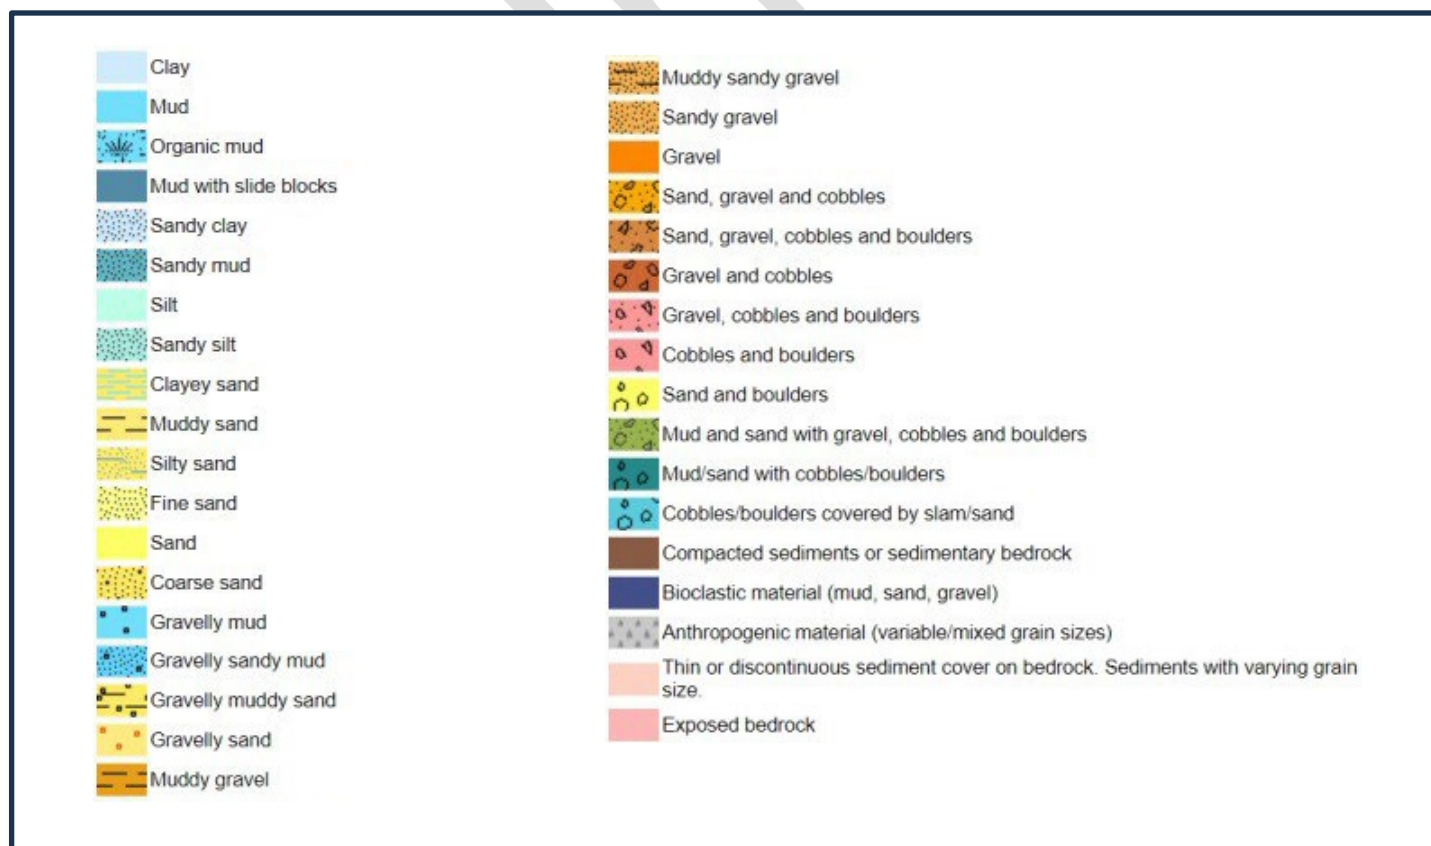 Clay
Mud
Organic mud
Mud with slide blocks
Sandy clay
Sandy mud
Silt
Sandy silt
Clayey sand
Muddy sand
Silty sand
Fine sand
Sand
Coarse sand
Gravelly mud
Gravelly sandy mud
Gravelly muddy sand
Gravelly sand
Muddy gravel
Muddy sandy gravel
Sandy gravel
Gravel
Sand, gravel and cobbles
Sand, gravel, cobbles and boulders
Gravel and cobbles
Gravel, cobbles and boulders
Cobbles and boulders
Sand and boulders
Mud and sand with gravel, cobbles and boulders
Mud/sand with cobbles/boulders
Cobbles/boulders covered by slam/sand
Compacted sediments or sedimentary bedrock
Bioclastic material (mud, sand, gravel)
Anthropogenic material (variable/mixed grain sizes)
Thin or discontinuous sediment cover on bedrock. Sediments with varying grain
size.
Exposed bedrock